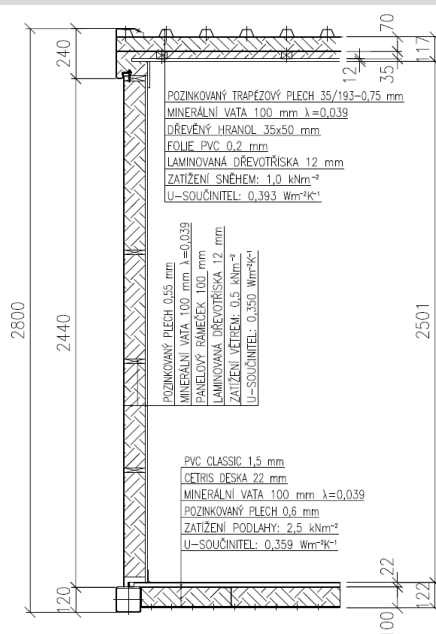 70
240
117
12
35
POZINKOVANÝ TRAPÉZOVÝ PLECH 35/193-0,75 mm
MINERÁLNÍ VATA 100 mm λ=0,039
DŘEVĚNÝ HRANOL 35x50 mm
FOLIE PVC 0,2 mm
LAMINOVANÁ DŘEVOTŘÍSKA 12 mm
ZATÍŽENÍ SNĚHEM: 1,0 kNm⁻²
U-SOUČINITEL: 0,393 Wm⁻²K⁻¹
2800
2440
POZINKOVANÝ PLECH 0,55 mm
MINERÁLNÍ VATA 100 mm λ=0,039
PANELOVÝ RÁMEČEK 100 mm
LAMINOVANÁ DŘEVOTŘÍSKA 12 mm
ZATÍŽENÍ VĚTREM: 0,5 kNm⁻²
U-SOUČINITEL: 0,350 Wm⁻²K⁻¹
2501
PVC CLASSIC 1,5 mm
CETRIS DESKA 22 mm
MINERÁLNÍ VATA 100 mm λ=0,039
POZINKOVANÝ PLECH 0,6 mm
ZATÍŽENÍ PODLAHY: 2,5 kNm⁻²
U-SOUČINITEL: 0,359 Wm⁻²K⁻¹
120
22
122
100